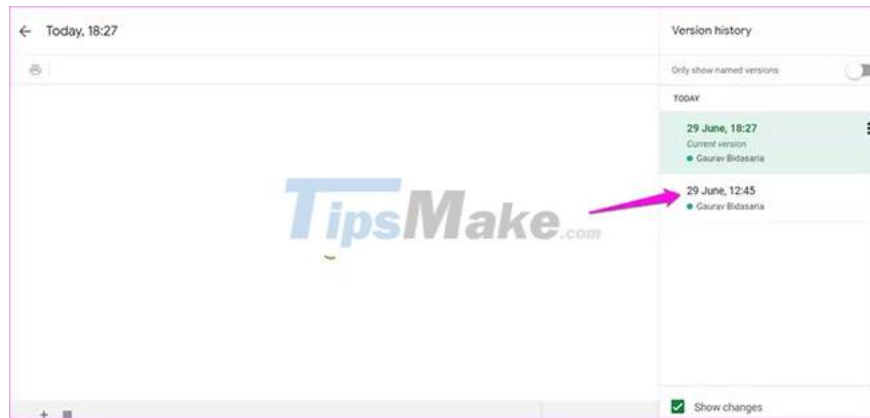 Today, 18:27
Version history
Only show named versions
TODAY
29 June, 18:27
Current version
Gaurav Bidasaria
29 June, 12:45
Gaurav Bidasaria
TipsMake.com
Show changes